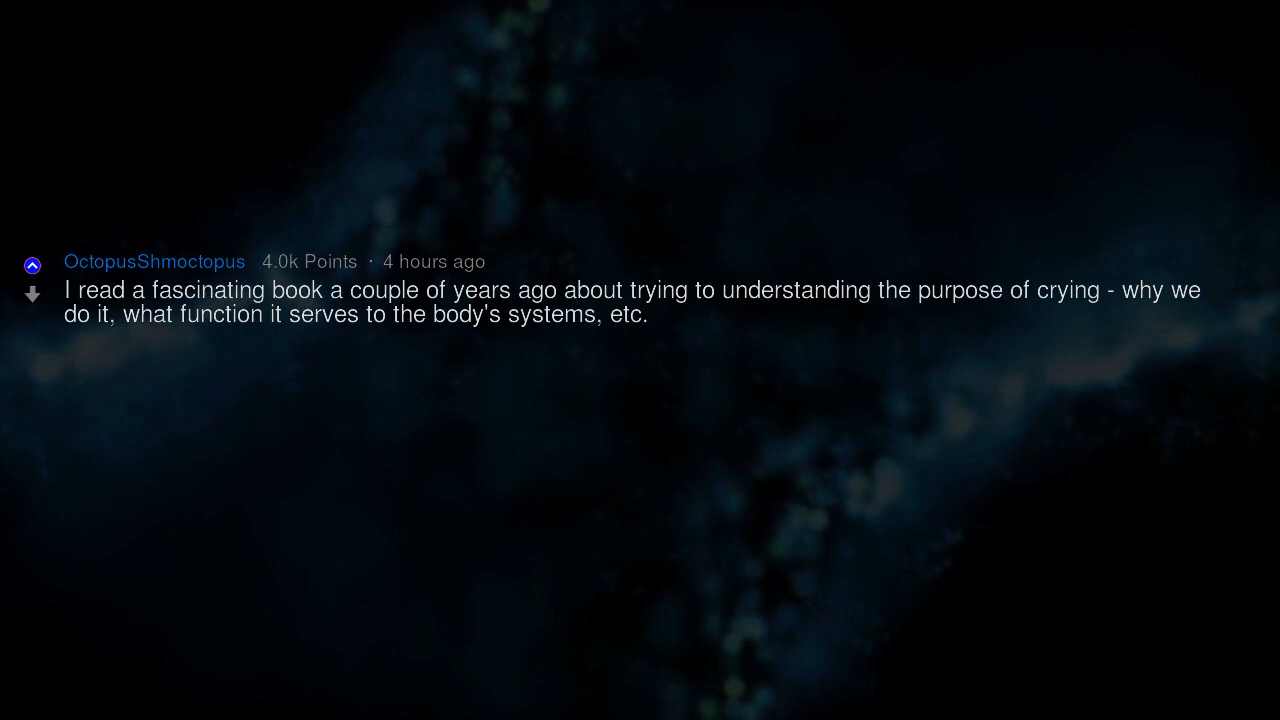 OctopusShmoctopus 4.0k Points · 4 hours ago
I read a fascinating book a couple of years ago about trying to understanding the purpose of crying - why we
do it, what function it serves to the body's systems, etc.